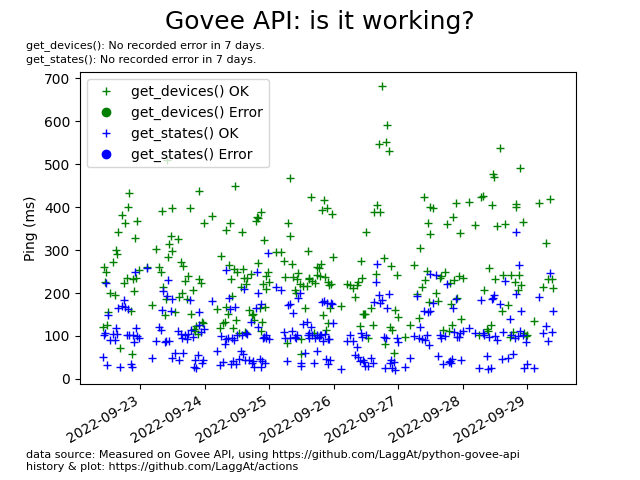 Govee API: is it working?
get_devices(): No recorded error in 7 days.
get_states(): No recorded error in 7 days.
get_devices() OK
get_devices() Error
get_states() OK
get_states() Error
Ping (ms)
700
600
500
400
300
200
100
0
2022-09-23
2022-09-24
2022-09-25
2022-09-26
2022-09-27
2022-09-28
2022-09-29
data source: Measured on Govee API, using https://github.com/LaggAt/python-govee-api
history & plot: https://github.com/LaggAt/actions